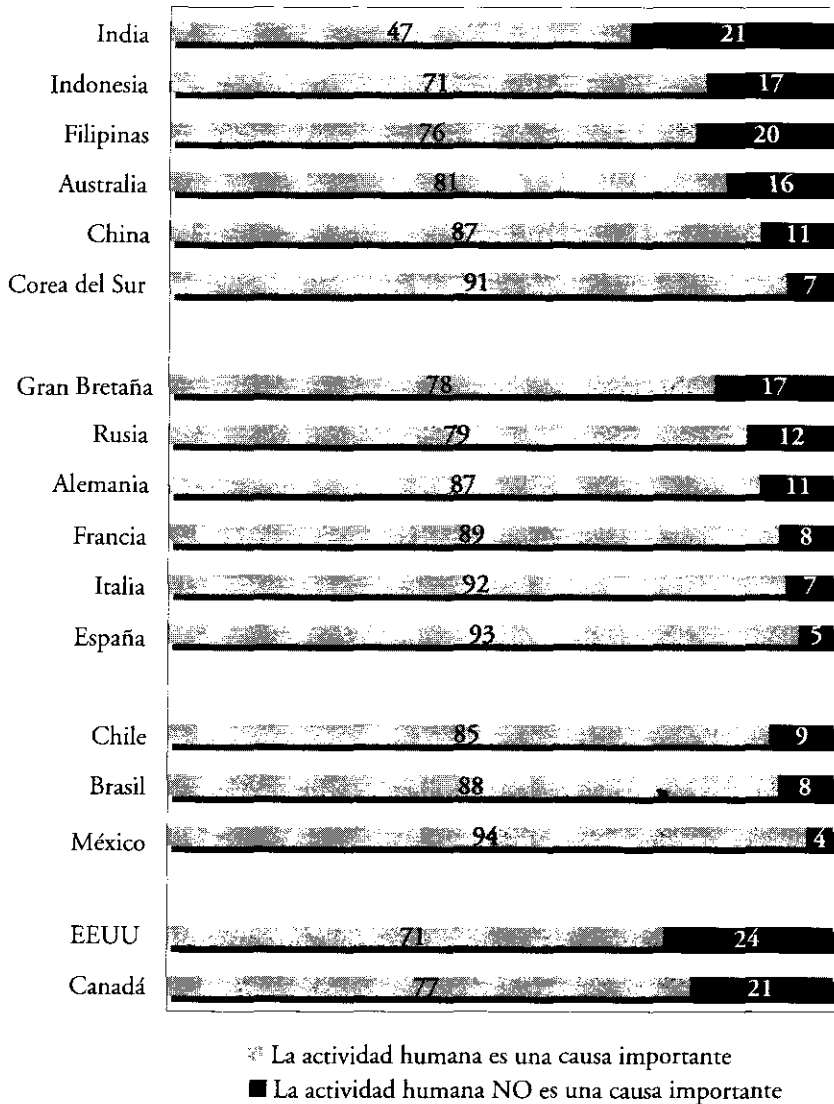 India 47 21
Indonesia 71 17
Filipinas 76 20
Australia 81 16
China 87 11
Corea del Sur 91 7
Gran Bretaña 78 17
Rusia 79 12
Alemania 87 11
Francia 89 8
Italia 92 7
España 93 5
Chile 85 9
Brasil 88 8
México 94 4
EEUU 71 24
Canadá 77 21
La actividad humana es una causa importante
La actividad humana NO es una causa importante